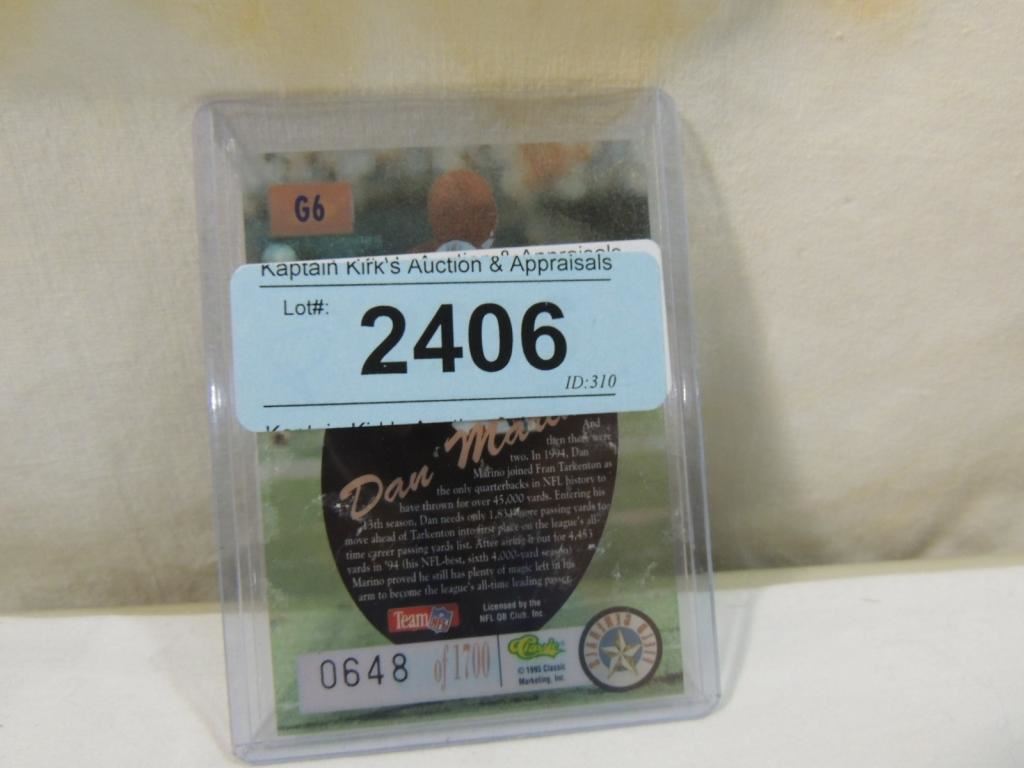 G6
Kaptain Kirk's Auction & Appraisals
Lot#:
2406
ID:310
Dan
And
then there were
two. In 1994, Dan
Marino joined Fran Tarkenton as
the only quarterbacks in NFL history to
have thrown for over 45,000 yards. Entering his
13th season, Dan needs only 1,834 more passing yards to
move ahead of Tarkenton into first place on the league's all-
time career passing yards list. After airing it out for 4,453
yards in '94 (his NFL-best, sixth 4,000-yard season)
Marino proved he still has plenty of magic left in his
arm to become the league's all-time leading passer.
Team NFL
Licensed by the
NFL QB Club, Inc.
0648 of 1700
Classic
© 1995 Classic
Marketing, Inc.
FIELD GENERAL